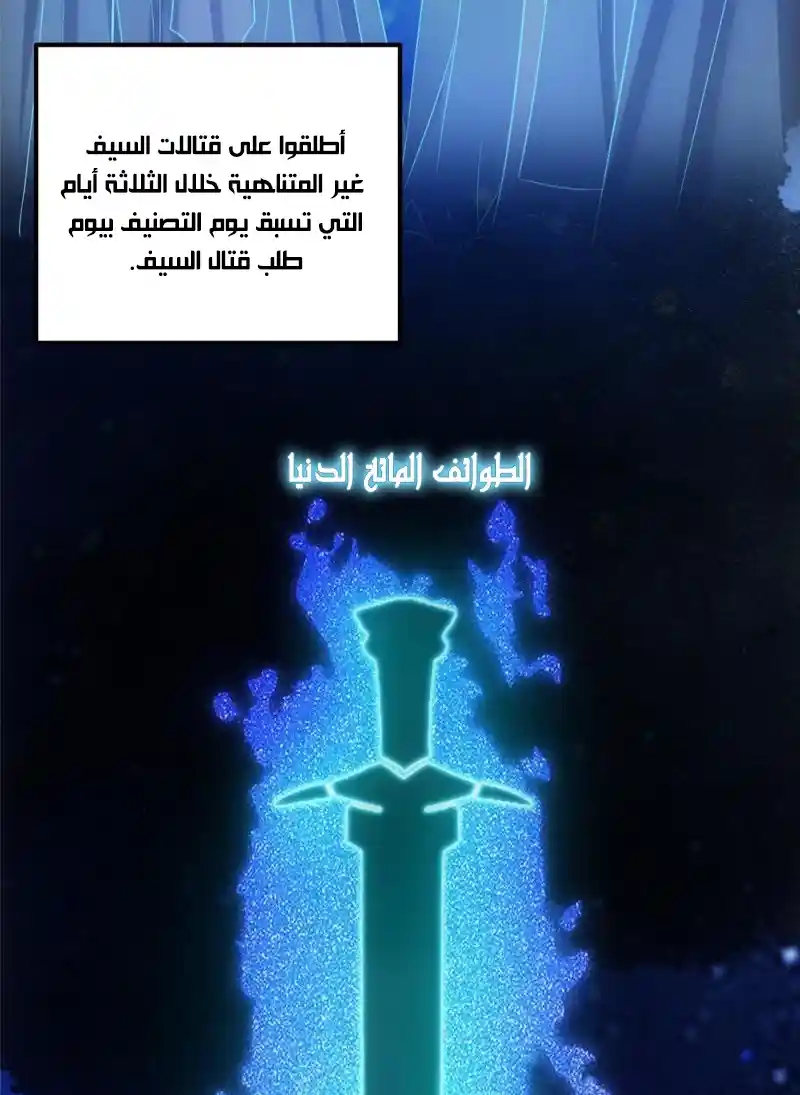 أطلقوا على قتالات السيف
غير المتناهية خلال الثلاثة أيام
التي تسبق يوم التصنيف بيوم
طلب قتال السيف.
الطوائف المائة الدنيا